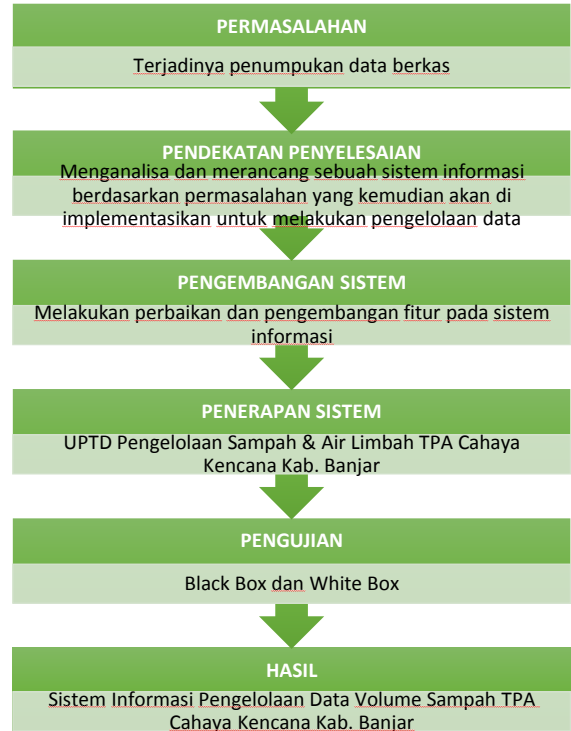 PERMASALAHAN
Terjadinya penumpukan data berkas
PENDEKATAN PENYELESAIAN
Menganalisa dan merancang sebuah sistem informasi
berdasarkan permasalahan yang kemudian akan di
implementasikan untuk melakukan pengelolaan data
PENGEMBANGAN SISTEM
Melakukan perbaikan dan pengembangan fitur pada sistem
informasi
PENERAPAN SISTEM
UPTD Pengelolaan Sampah & Air Limbah TPA Cahaya
Kencana Kab. Banjar
PENGUJIAN
Black Box dan White Box
HASIL
Sistem Informasi Pengelolaan Data Volume Sampah TPA
Cahaya Kencana Kab. Banjar